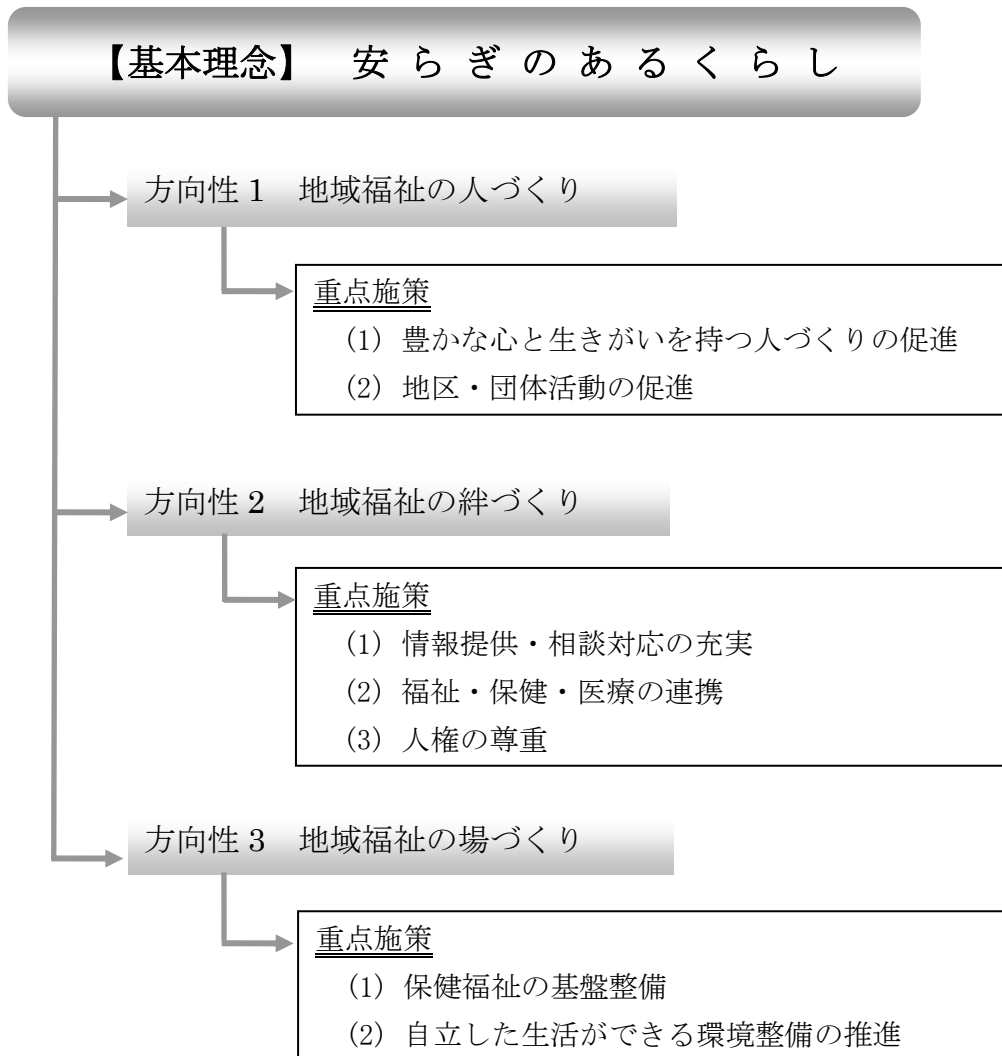 【基本理念】 安らぎのあるくらし
方向性1 地域福祉の人づくり
重点施策
(1) 豊かな心と生きがいを持つ人づくりの促進
(2) 地区・団体活動の促進
方向性2 地域福祉の絆づくり
重点施策
(1) 情報提供・相談対応の充実
(2) 福祉・保健・医療の連携
(3) 人権の尊重
方向性3 地域福祉の場づくり
重点施策
(1) 保健福祉の基盤整備
(2) 自立した生活ができる環境整備の推進